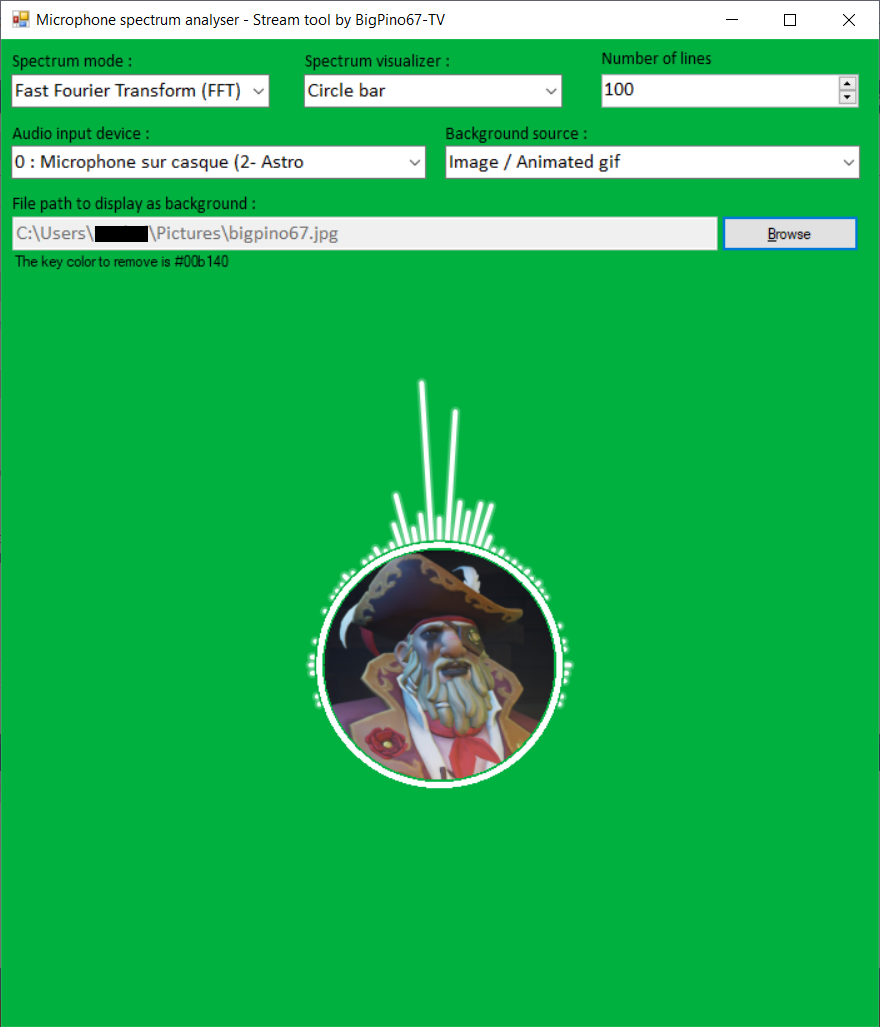 Microphone spectrum analyser - Stream tool by BigPino67-TV
Spectrum mode :
Spectrum visualizer :
Number of lines
Fast Fourier Transform (FFT)
Circle bar
100
Audio input device :
Background source :
0 : Microphone sur casque (2- Astro
Image / Animated gif
File path to display as background :
C:\Users\ \Pictures\bigpino67.jpg
Browse
The key color to remove is #00b140